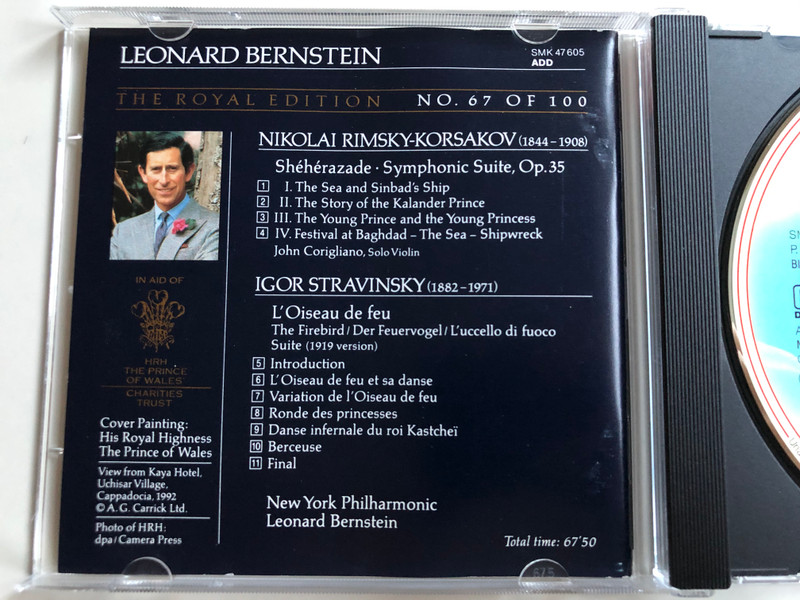 LEONARD BERNSTEIN
SMK 47605
ADD
THE ROYAL EDITION NO. 67 OF 100
NIKOLAI RIMSKY-KORSAKOV (1844–1908)
Shéhérazade · Symphonic Suite, Op. 35
1 I. The Sea and Sinbad's Ship
2 II. The Story of the Kalander Prince
3 III. The Young Prince and the Young Princess
4 IV. Festival at Baghdad – The Sea – Shipwreck
John Corigliano, Solo Violin
IGOR STRAVINSKY (1882–1971)
L'Oiseau de feu
The Firebird / Der Feuervogel / L'uccello di fuoco
Suite (1919 version)
5 Introduction
6 L'Oiseau de feu et sa danse
7 Variation de l'Oiseau de feu
8 Ronde des princesses
9 Danse infernale du roi Kastcheï
10 Berceuse
11 Final
New York Philharmonic
Leonard Bernstein
Total time: 67'50
IN AID OF
HRH
THE PRINCE
OF WALES
CHARITIES
TRUST
Cover Painting:
His Royal Highness
The Prince of Wales
View from Kaya Hotel,
Uchisar Village,
Cappadocia, 1992
© A. G. Carrick Ltd.
Photo of HRH:
dpa / Camera Press